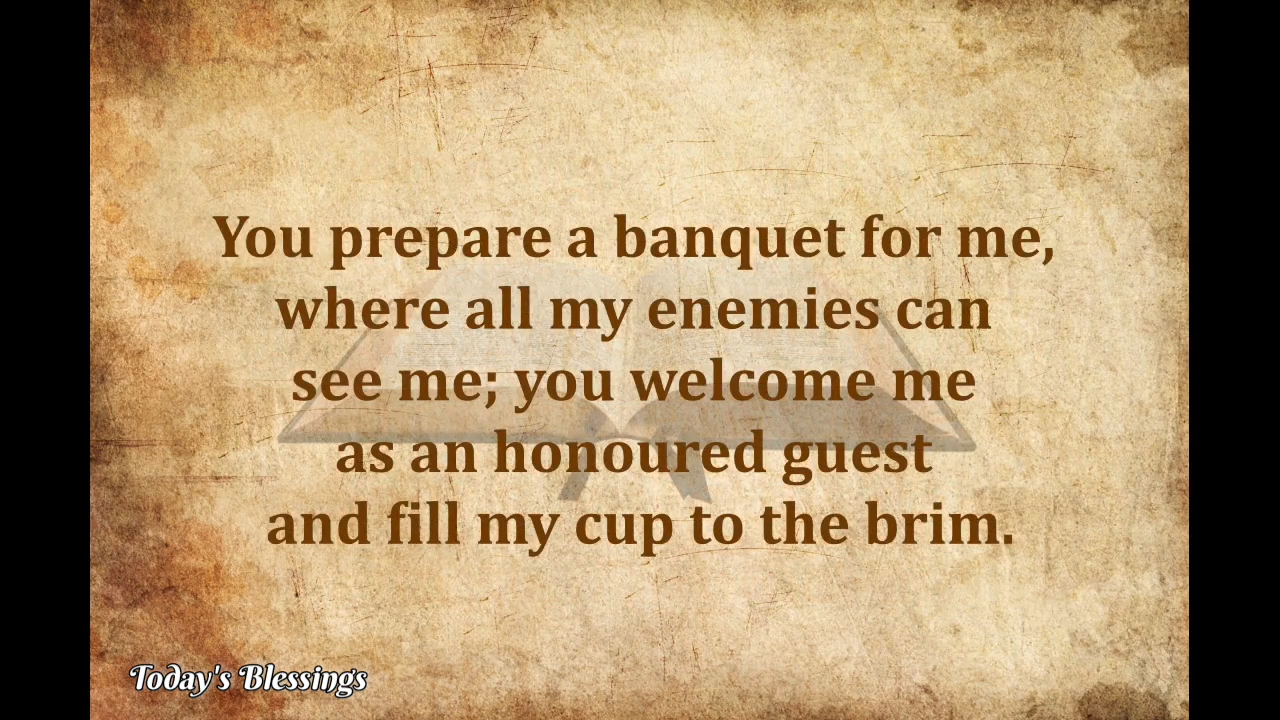 You prepare a banquet for me,
where all my enemies can
see me; you welcome me
as an honoured guest
and fill my cup to the brim.
Today's Blessings